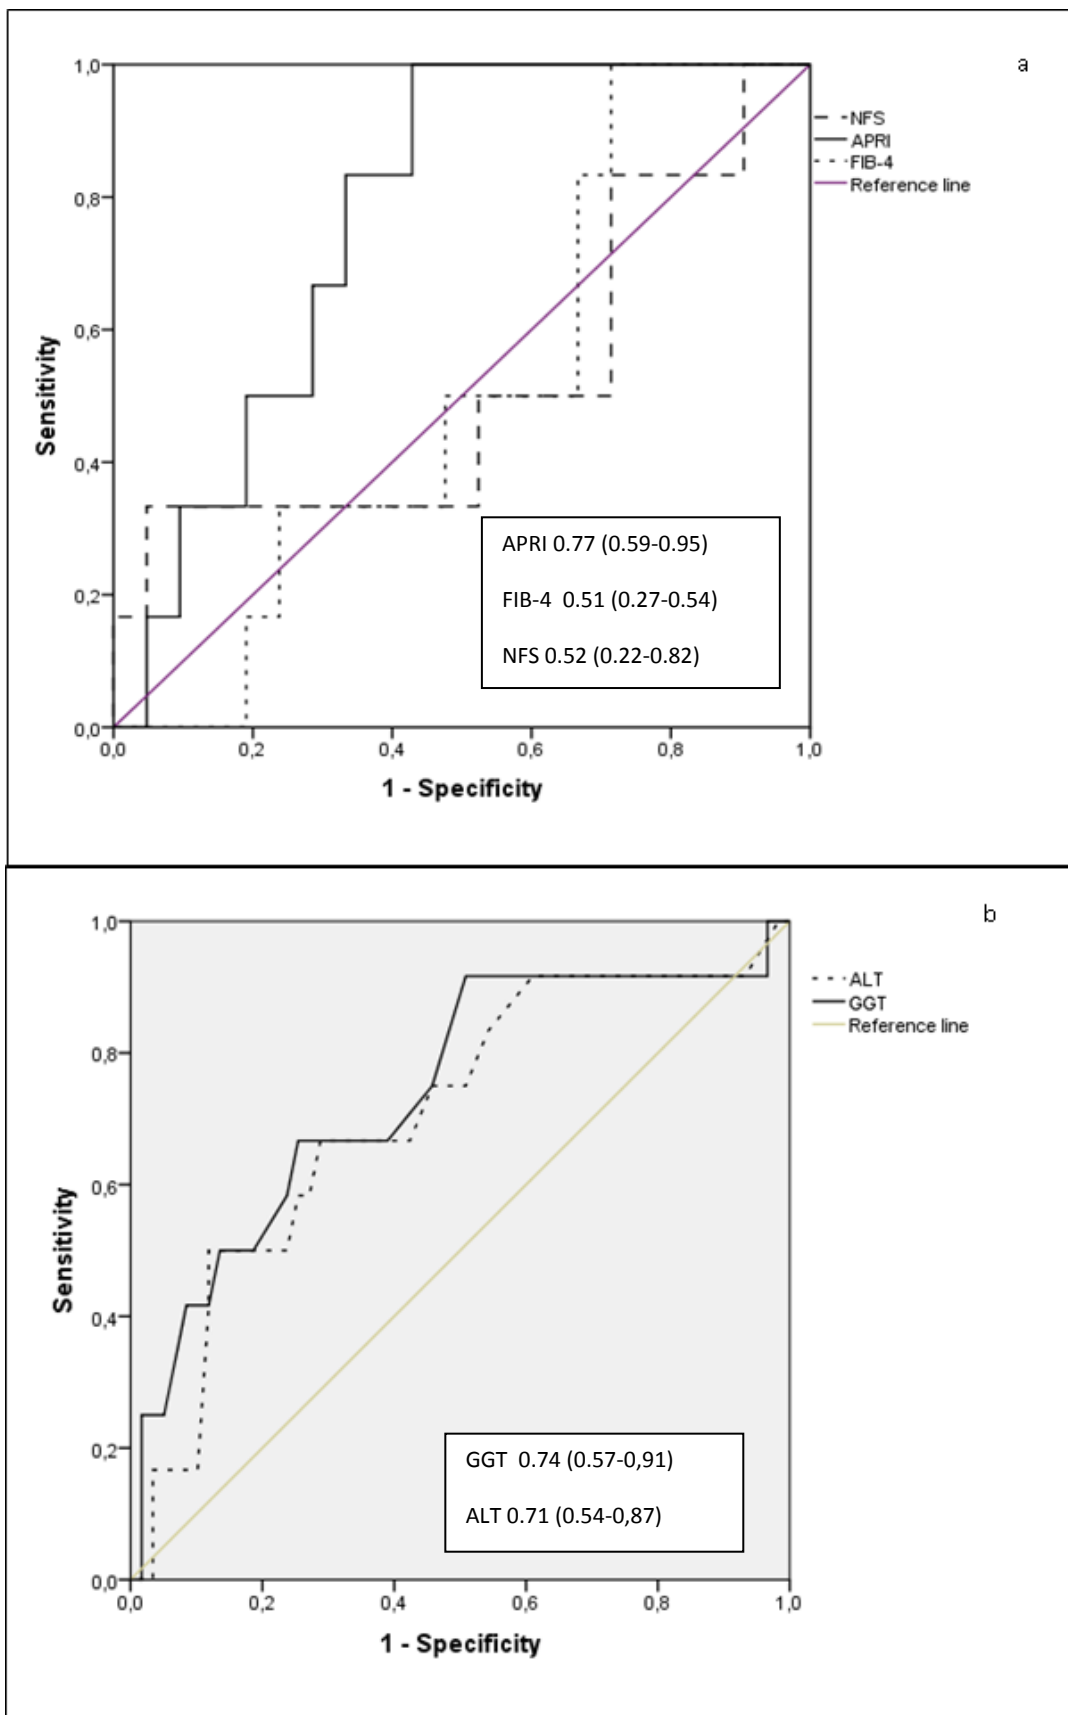 a
1,0
0,8
0,6
0,4
0,2
0,0
Sensitivity
0,0 0,2 0,4 0,6 0,8 1,0
1 - Specificity
NFS
APRI
FIB-4
Reference line
APRI 0.77 (0.59-0.95)
FIB-4 0.51 (0.27-0.54)
NFS 0.52 (0.22-0.82)
b
1,0
0,8
0,6
0,4
0,2
0,0
Sensitivity
0,0 0,2 0,4 0,6 0,8 1,0
1 - Specificity
ALT
GGT
Reference line
GGT 0.74 (0.57-0,91)
ALT 0.71 (0.54-0,87)